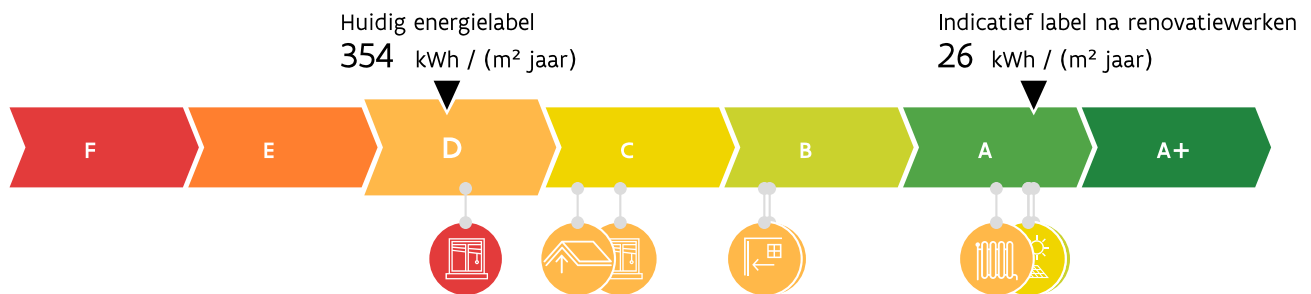 Huidig energielabel
354 kWh / (m² jaar)
Indicatief label na renovatiewerken
26 kWh / (m² jaar)
F
E
D
C
B
A
A+